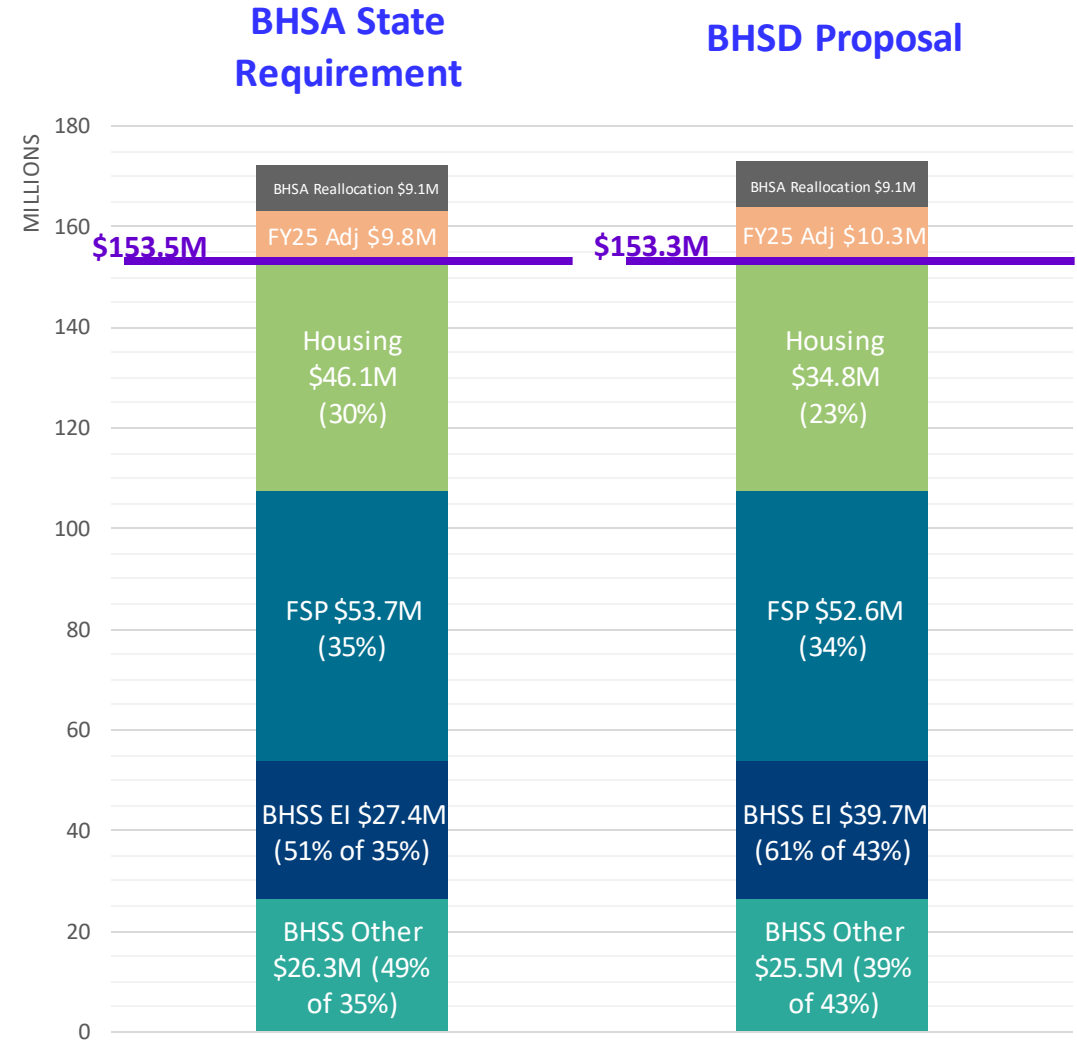 BHSA State
Requirement
BHSD Proposal
MILLIONS
180
160
140
120
100
80
60
40
20
0
BHSA Reallocation $9.1M
FY25 Adj $9.8M
$153.5M
Housing
$46.1M
(30%)
FSP $53.7M
(35%)
BHSS EI $27.4M
(51% of 35%)
BHSS Other
$26.3M (49%
of 35%)
BHSA Reallocation $9.1M
FY25 Adj $10.3M
$153.3M
Housing
$34.8M
(23%)
FSP $52.6M
(34%)
BHSS EI $39.7M
(61% of 43%)
BHSS Other
$25.5M (39%
of 43%)